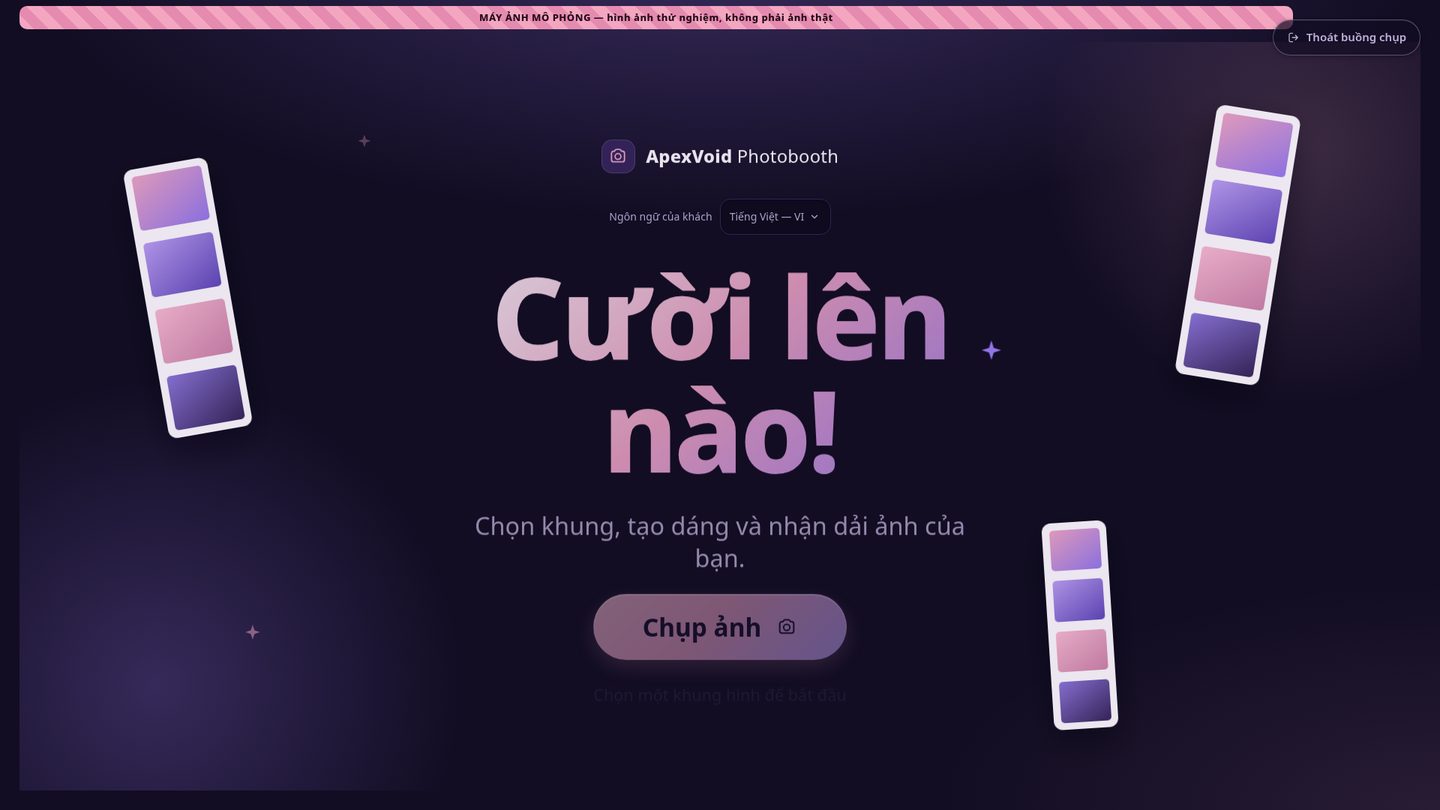 MÁY ẢNH MÔ PHỎNG — hình ảnh thử nghiệm, không phải ảnh thật
Thoát buồng chụp
ApexVoid Photobooth
Ngôn ngữ của khách
Tiếng Việt — VI
Cười lên
nào!
Chọn khung, tạo dáng và nhận dải ảnh của
bạn.
Chụp ảnh
Chọn một khung hình để bắt đầu